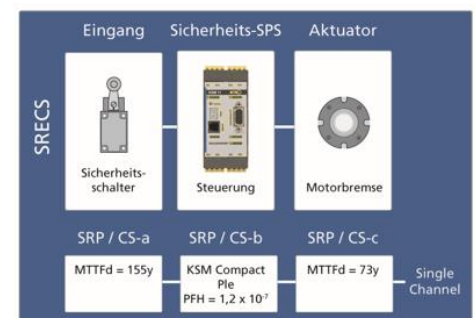 Eingang Sicherheits-SPS Aktuator
SRECS
Sicherheits-
schalter
Steuerung
Motorbremse
SRP / CS-a SRP / CS-b SRP / CS-c
MTTFd = 155y
KSM Compact
Ple
PFH = 1,2 x 10⁻⁷
MTTFd = 73y
Single
Channel